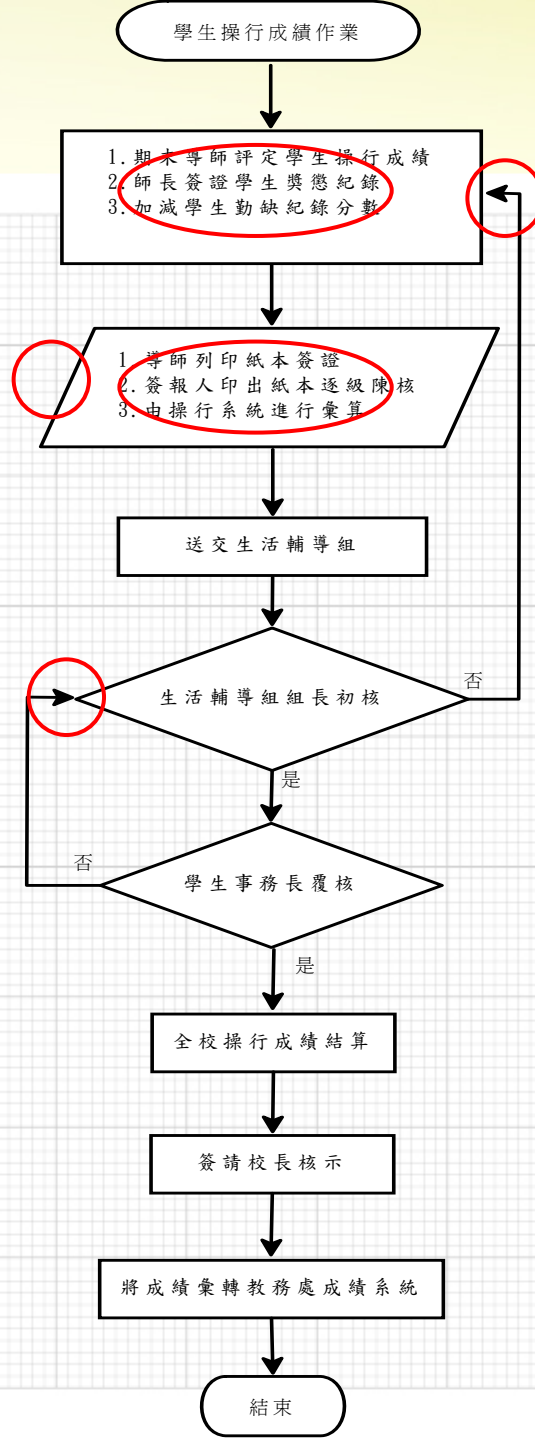 學生操行成績作業
1.期末導師評定學生操行成績
2.師長簽證學生獎懲紀錄
3.加減學生勤缺紀錄分數
1.導師列印紙本簽證
2.簽報人印出紙本逐級陳核
3.由操行系統進行彙算
送交生活輔導組
生活輔導組組長初核
否
是
否
學生事務長覆核
是
全校操行成績結算
簽請校長核示
將成績彙轉教務處成績系統
結束